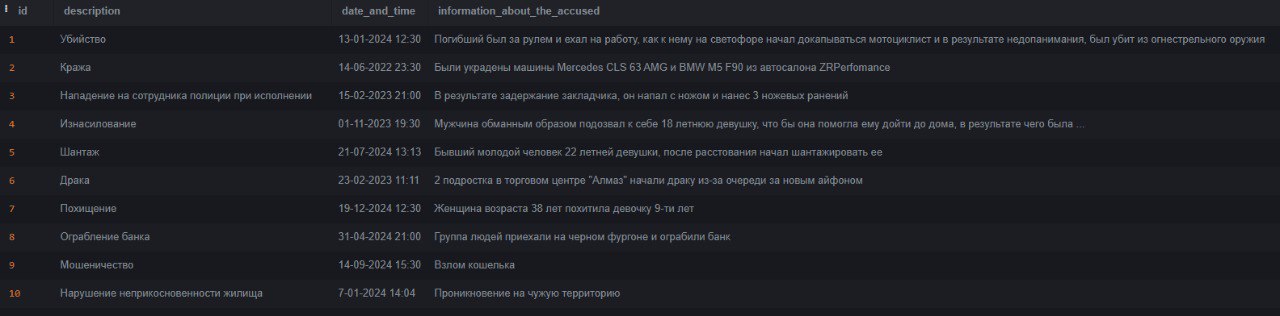 id description date_and_time information_about_the_accused
1 Убийство 13-01-2024 12:30 Погибший был за рулем и ехал на работу, как к нему на светофоре начал докапываться мотоциклист и в результате недопанимания, был убит из огнестрельного оружия
2 Кража 14-06-2022 23:30 Были украдены машины Mercedes CLS 63 AMG и BMW M5 F90 из автосалона ZRPerfomance
3 Нападение на сотрудника полиции при исполнении 15-02-2023 21:00 В результате задержание закладчика, он напал с ножом и нанес 3 ножевых ранений
4 Изнасилование 01-11-2023 19:30 Мужчина обманным образом подозвал к себе 18 летнюю девушку, что бы она помогла ему дойти до дома, в результате чего была ...
5 Шантаж 21-07-2024 13:13 Бывший молодой человек 22 летней девушки, после расстования начал шантажировать ее
6 Драка 23-02-2023 11:11 2 подростка в торговом центре "Алмаз" начали драку из-за очереди за новым айфоном
7 Похищение 19-12-2024 12:30 Женщина возраста 38 лет похитила девочку 9-ти лет
8 Ограбление банка 31-04-2024 21:00 Группа людей приехали на черном фургоне и ограбили банк
9 Мошеничество 14-09-2024 15:30 Взлом кошелька
10 Нарушение неприкосновенности жилища 7-01-2024 14:04 Проникновение на чужую территорию